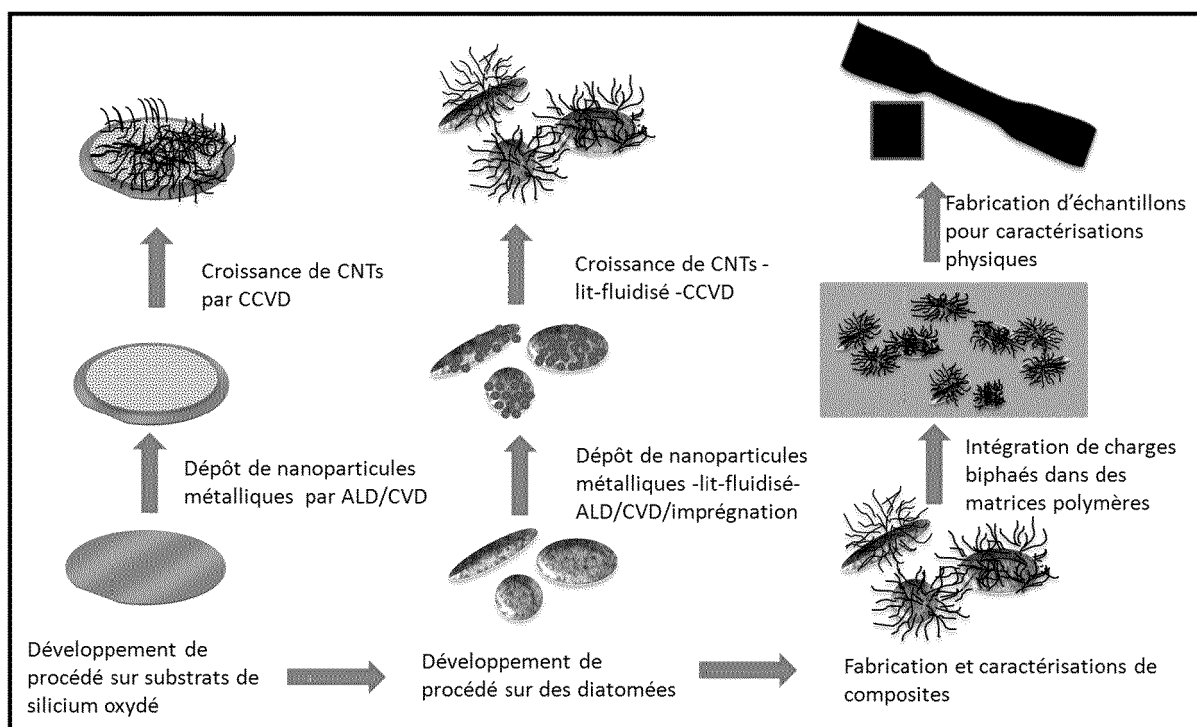 Croissance de CNTs
par CCVD
Dépôt de nanoparticules
métalliques par ALD/CVD
Développement de
procédé sur substrats de
silicium oxydé
Croissance de CNTs -
lit-fluidisé -CCVD
Dépôt de nanoparticules
métalliques -lit-fluidisé-
ALD/CVD/imprégnation
Développement de
procédé sur des diatomées
Fabrication d'échantillons
pour caractérisations
physiques
Intégration de charges
biphaés dans des
matrices polymères
Fabrication et caractérisations de
composites